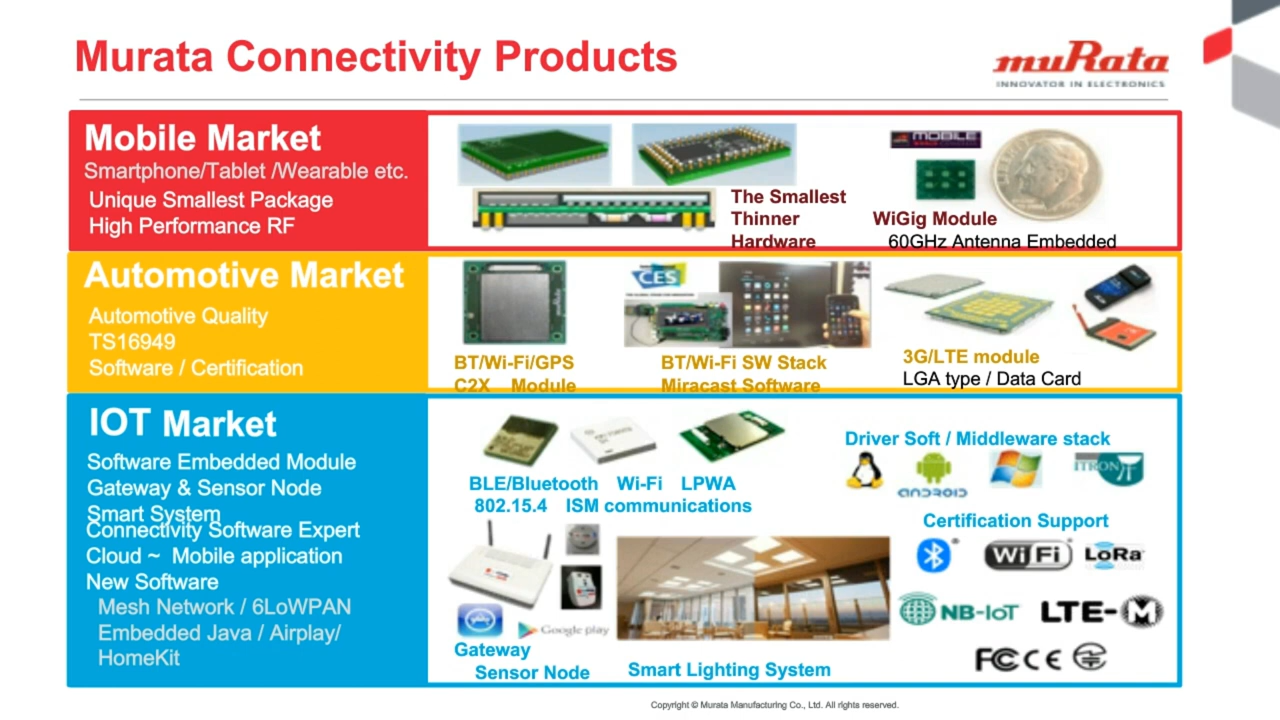 Murata Connectivity Products
muRata
INNOVATOR IN ELECTRONICS
Mobile Market
Smartphone/Tablet /Wearable etc.
Unique Smallest Package
High Performance RF
The Smallest
Thinner
Hardware
MOBILE
WiGig Module
60GHz Antenna Embedded
Automotive Market
Automotive Quality
TS16949
Software / Certification
BT/Wi-Fi/GPS
C2X Module
CES
BT/Wi-Fi SW Stack
Miracast Software
3G/LTE module
LGA type / Data Card
IOT Market
Software Embedded Module
Gateway & Sensor Node
Smart System
Connectivity Software Expert
Cloud ~ Mobile application
New Software
Mesh Network / 6LoWPAN
Embedded Java / Airplay/
HomeKit
BLE/Bluetooth Wi-Fi LPWA
802.15.4 ISM communications
Google play
Gateway
Sensor Node
Smart Lighting System
Driver Soft / Middleware stack
ANDROID
ITRON
Certification Support
Wi Fi
LoRa
NB-IoT
LTE-M
FC CE
Copyright © Murata Manufacturing Co., Ltd. All rights reserved.